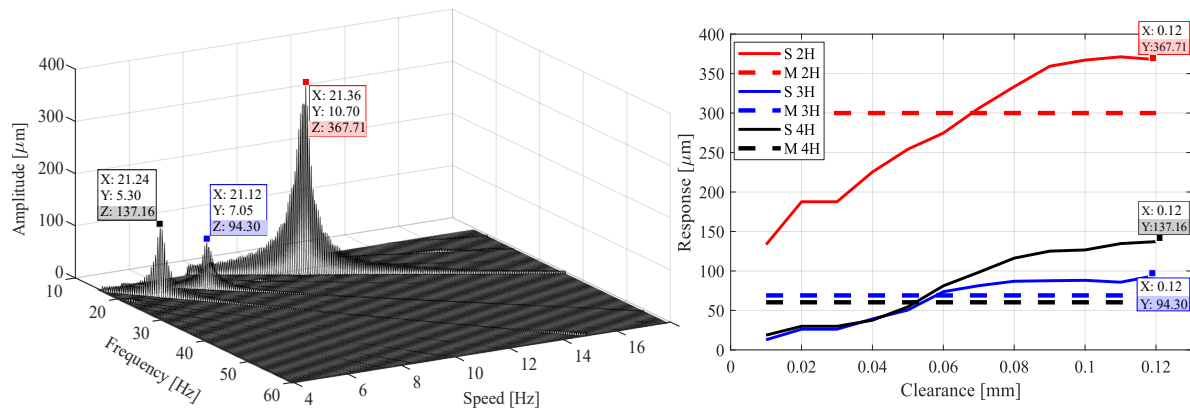 400
300
200
100
0
Amplitude [μm]
X: 21.36
Y: 10.70
Z: 367.71
X: 21.24
Y: 5.30
Z: 137.16
X: 21.12
Y: 7.05
Z: 94.30
10
20
30
40
50
60
Frequency [Hz]
4
6
8
10
12
14
16
Speed [Hz]
400
350
300
250
200
150
100
50
0
Response [μm]
S 2H
M 2H
S 3H
M 3H
S 4H
M 4H
X: 0.12
Y:367.71
X: 0.12
Y:137.16
X: 0.12
Y: 94.30
0.02
0.04
0.06
0.08
0.1
0.12
Clearance [mm]